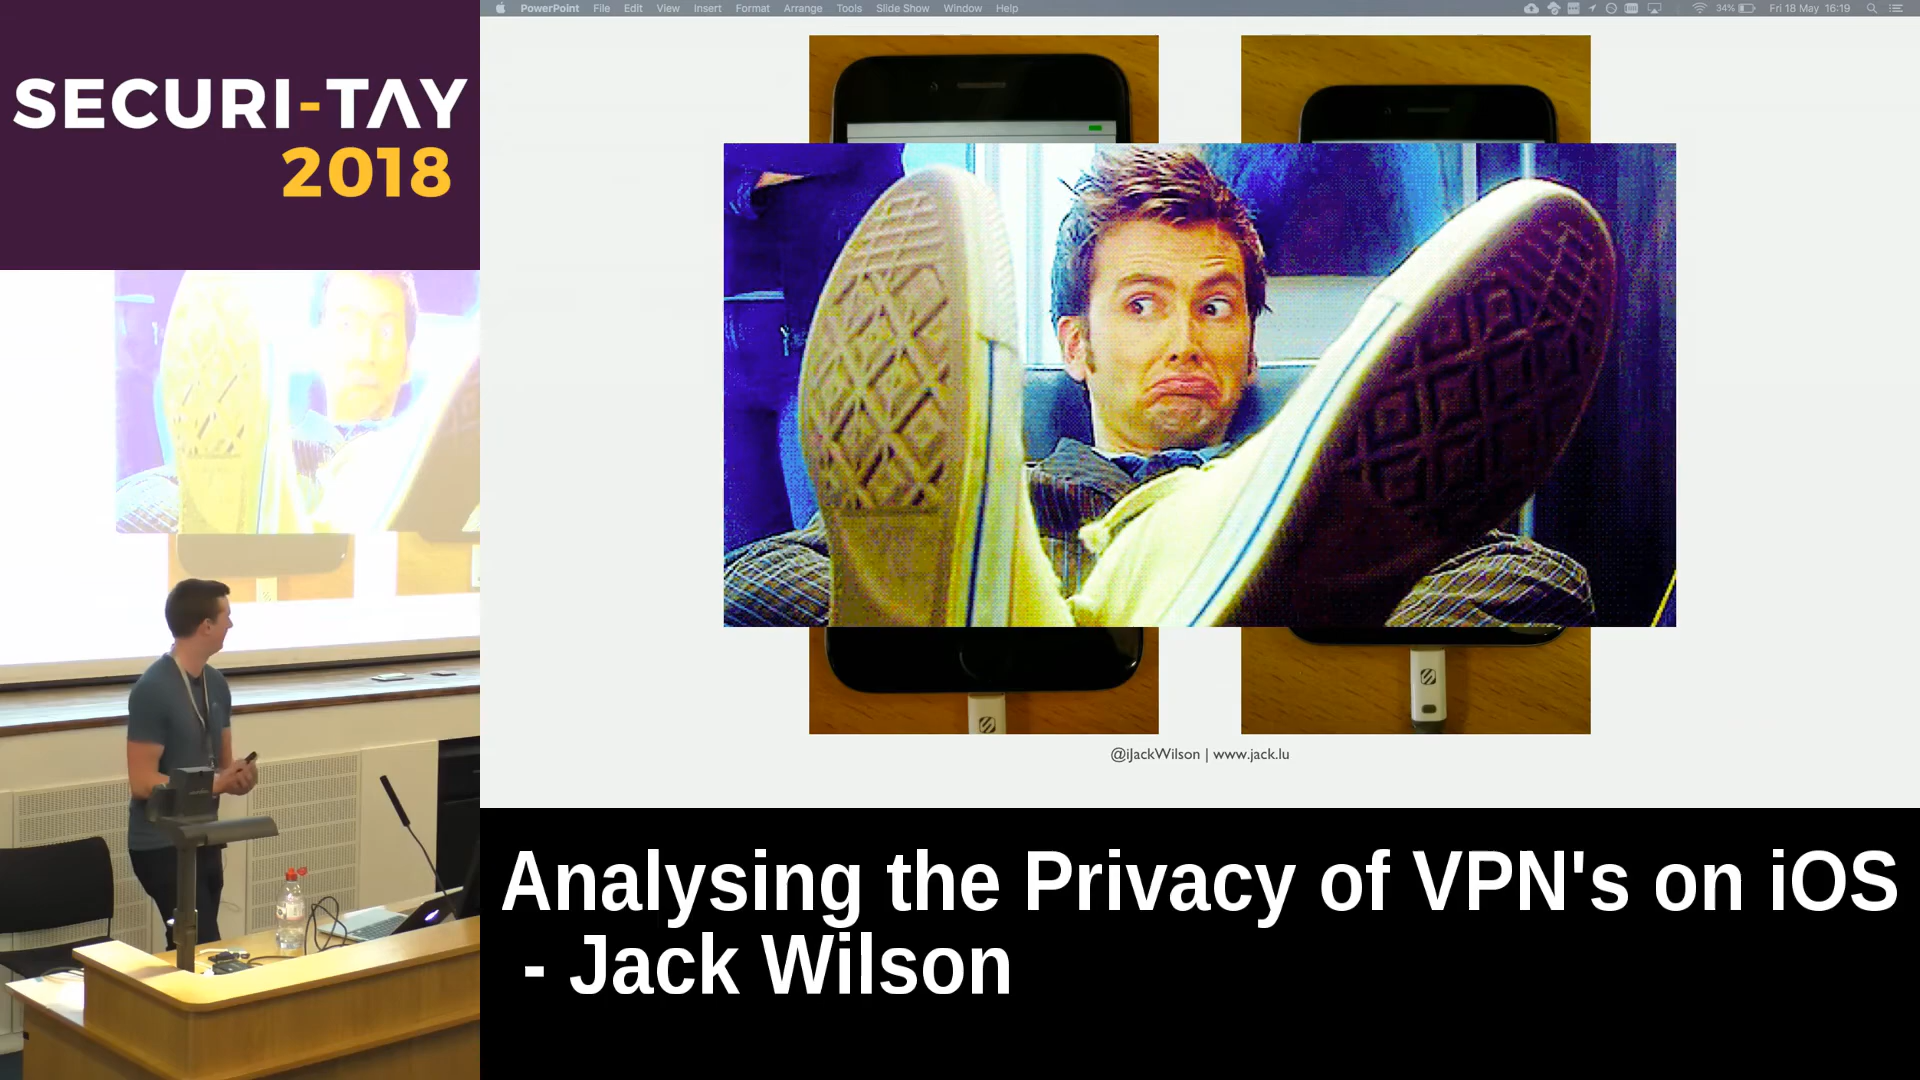 SECURI-TAY
2018
PowerPoint File Edit View Insert Format Arrange Tools Slide Show Window Help 34% Fri 18 May 16:19
@iJackWilson | www.jack.lu
Analysing the Privacy of VPN's on iOS
- Jack Wilson